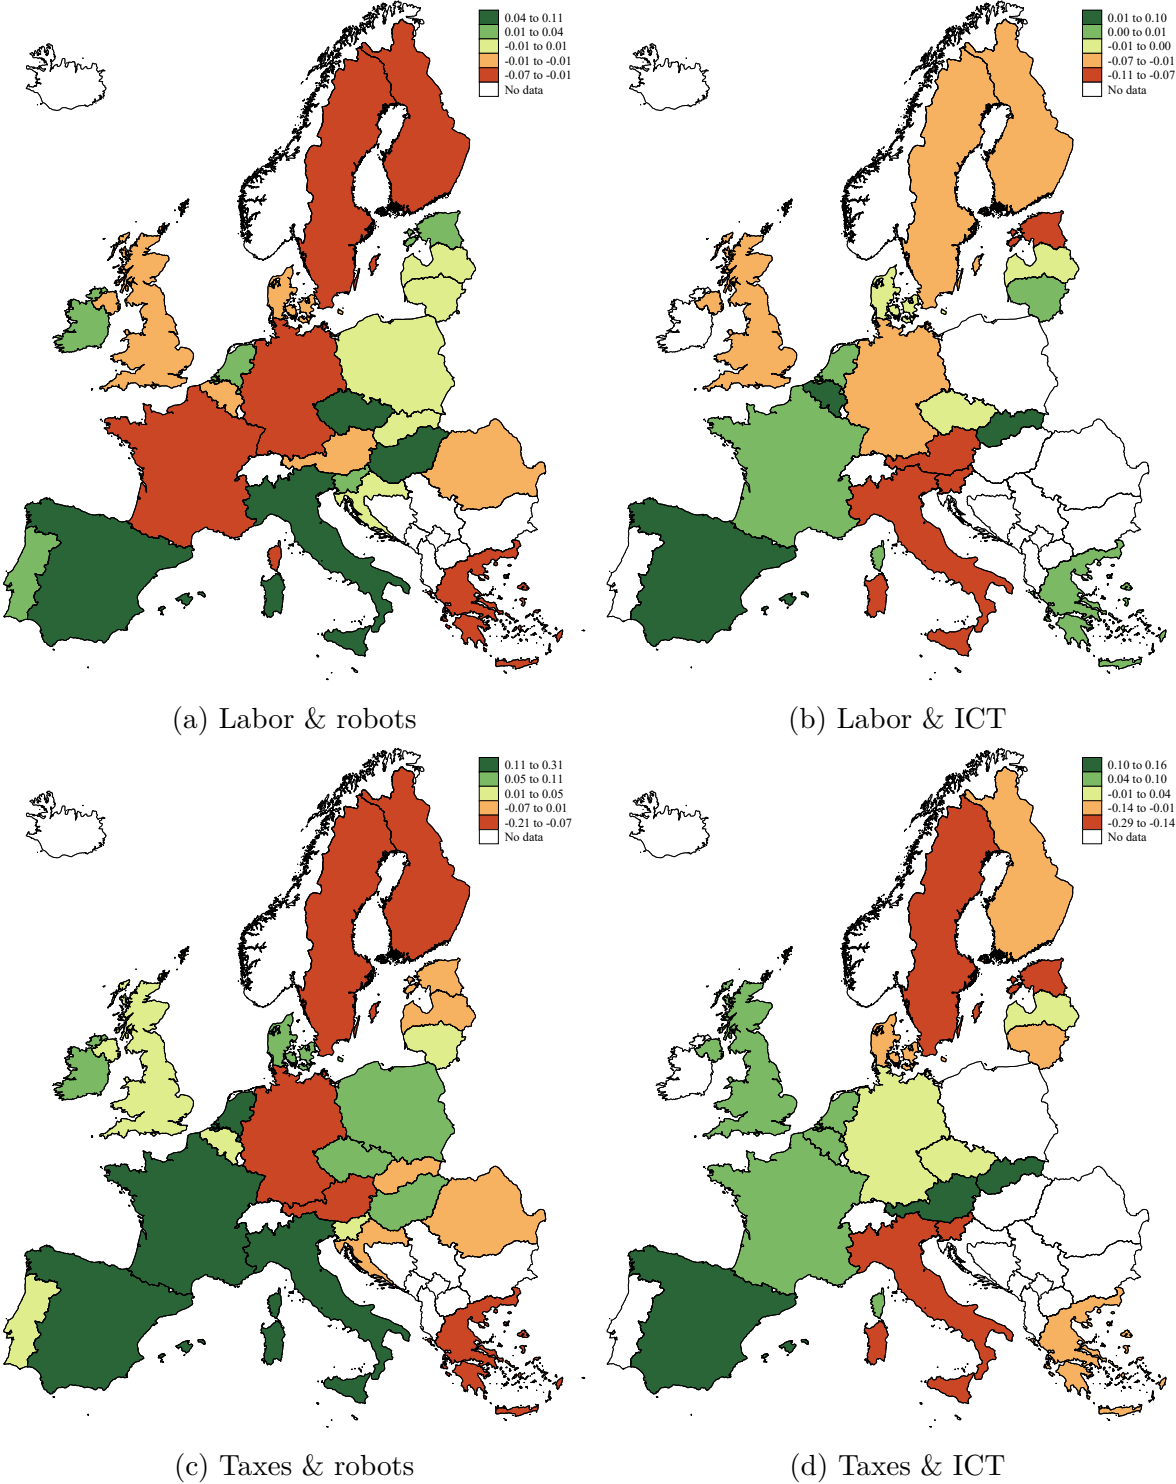 0.04 to 0.11
0.01 to 0.04
-0.01 to 0.01
-0.01 to -0.01
-0.07 to -0.01
No data
0.01 to 0.10
0.00 to 0.01
-0.01 to 0.00
-0.07 to -0.01
-0.11 to -0.07
No data
(a) Labor & robots
(b) Labor & ICT
0.11 to 0.31
0.05 to 0.11
0.01 to 0.05
-0.07 to 0.01
-0.21 to -0.07
No data
0.10 to 0.16
0.04 to 0.10
-0.01 to 0.04
-0.14 to -0.01
-0.29 to -0.14
No data
(c) Taxes & robots
(d) Taxes & ICT